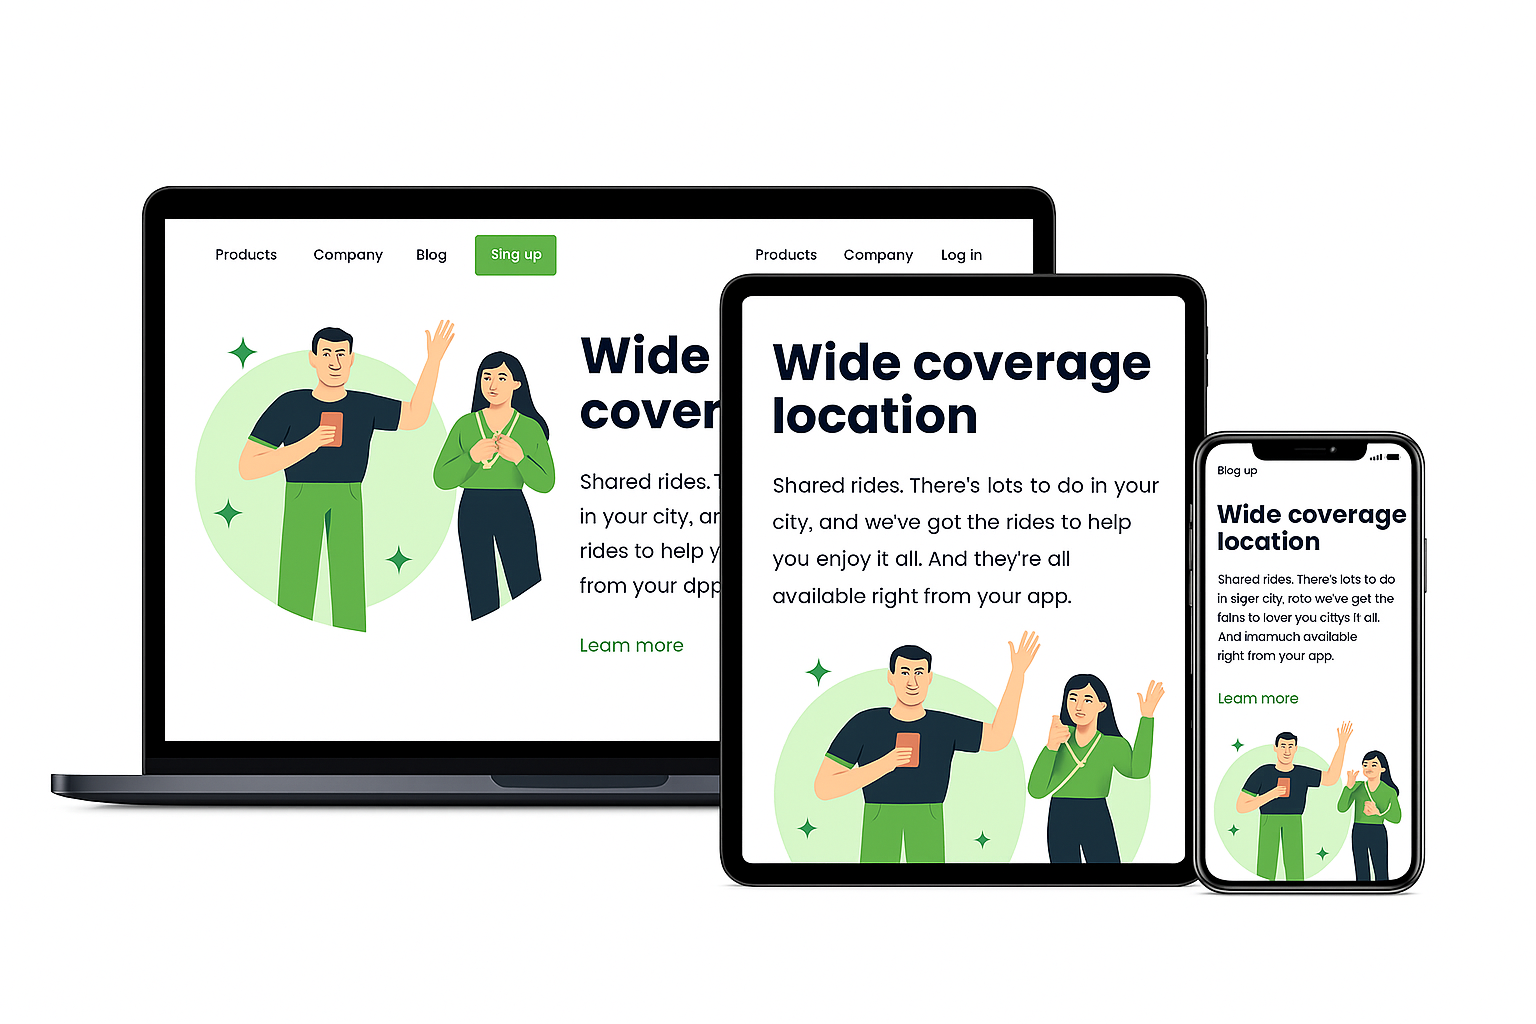 Products Company Blog Sing up Products Company Log in
Wide
cover
Shared rides. T
in your city, ar
rides to help y
from your dpp
Leam more
Wide coverage
location
Shared rides. There's lots to do in your
city, and we've got the rides to help
you enjoy it all. And they're all
available right from your app.
Blog up
Wide coverage
location
Shared rides. There's lots to do
in siger city, roto we've get the
falns to lover you cittys it all.
And imamuch available
right from your app.
Leam more